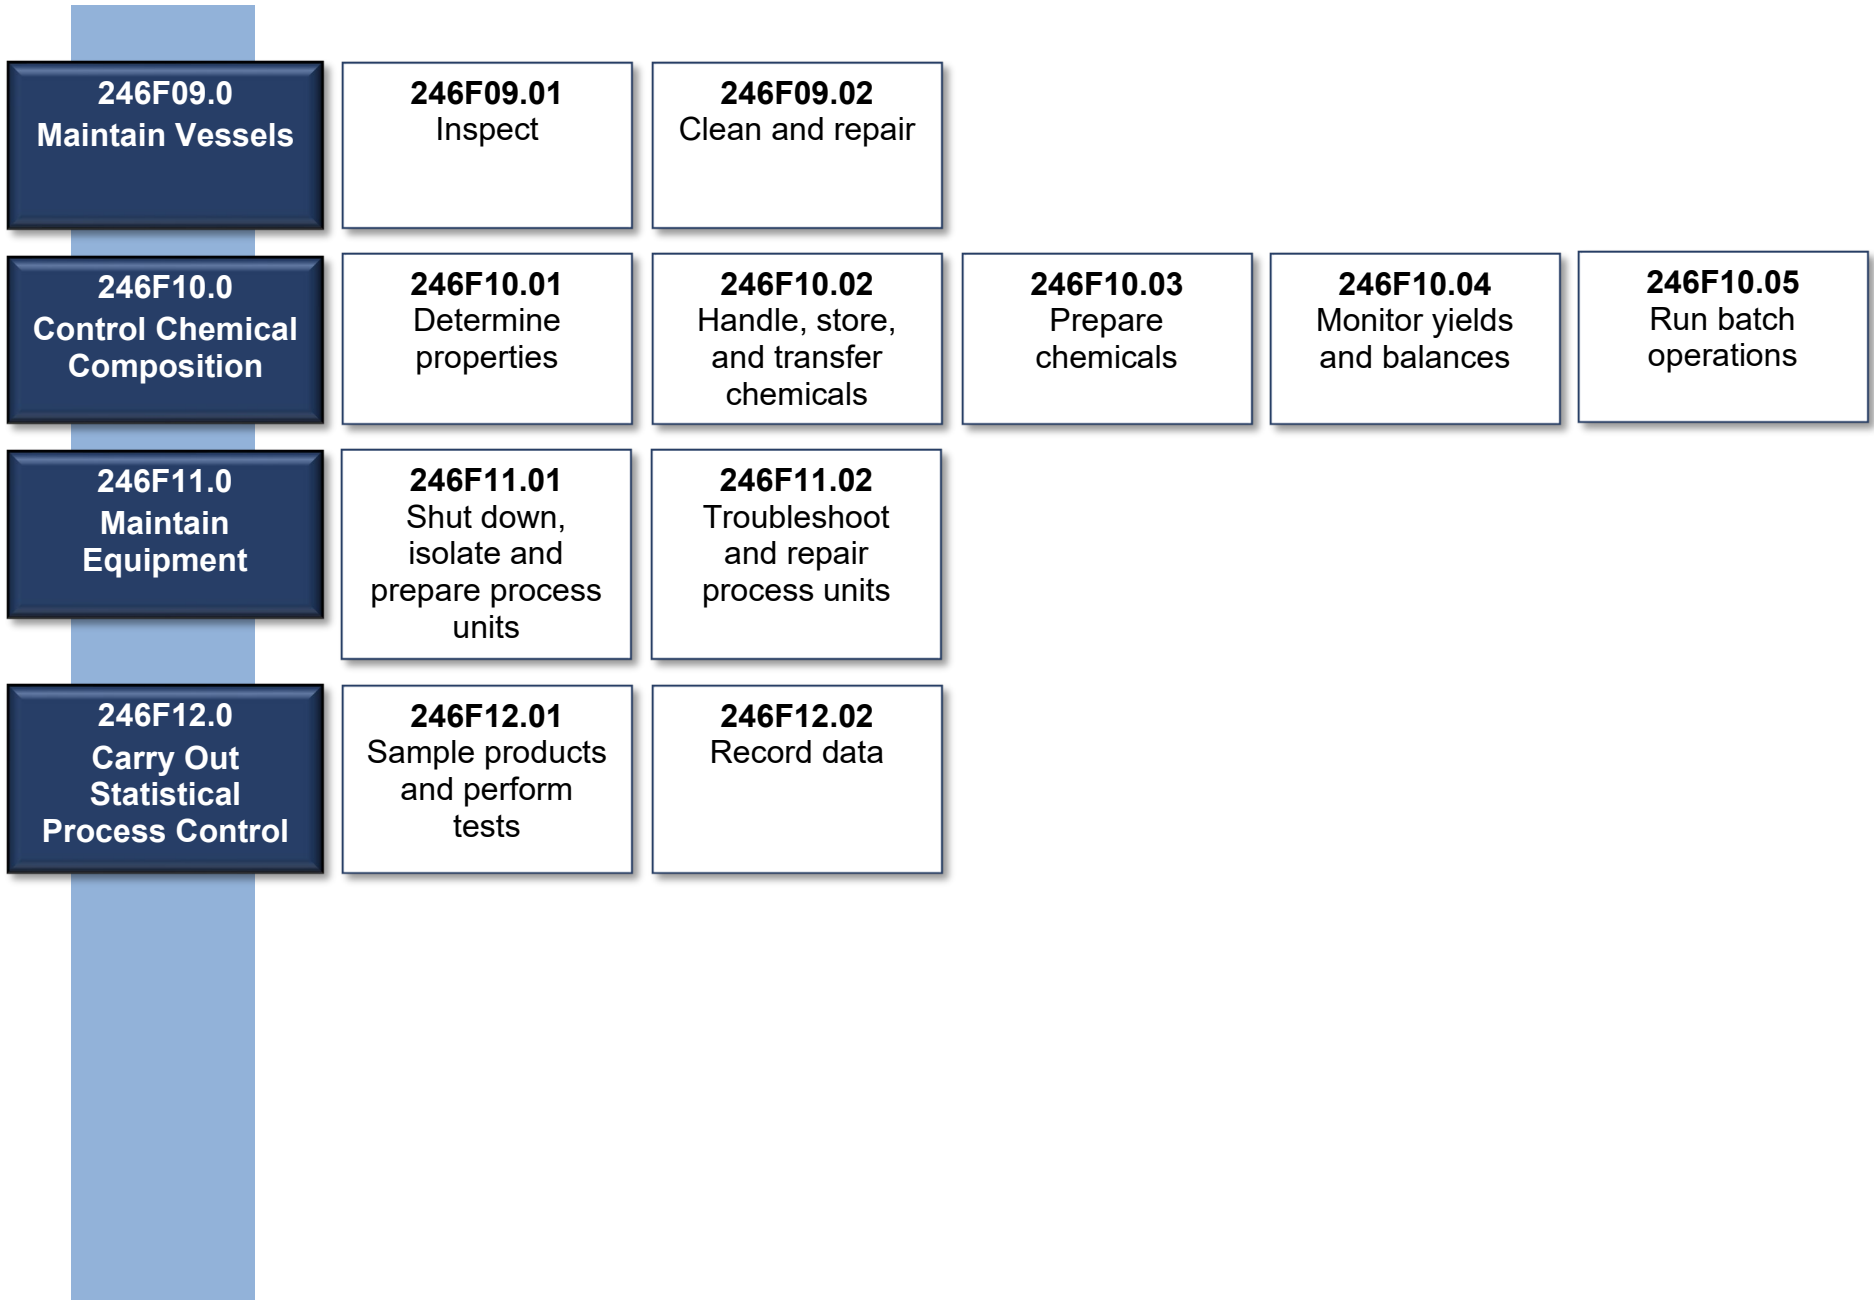 246F09.0
Maintain Vessels
246F09.01
Inspect
246F09.02
Clean and repair
246F10.0
Control Chemical
Composition
246F10.01
Determine
properties
246F10.02
Handle, store,
and transfer
chemicals
246F10.03
Prepare
chemicals
246F10.04
Monitor yields
and balances
246F10.05
Run batch
operations
246F11.0
Maintain
Equipment
246F11.01
Shut down,
isolate and
prepare process
units
246F11.02
Troubleshoot
and repair
process units
246F12.0
Carry Out
Statistical
Process Control
246F12.01
Sample products
and perform
tests
246F12.02
Record data